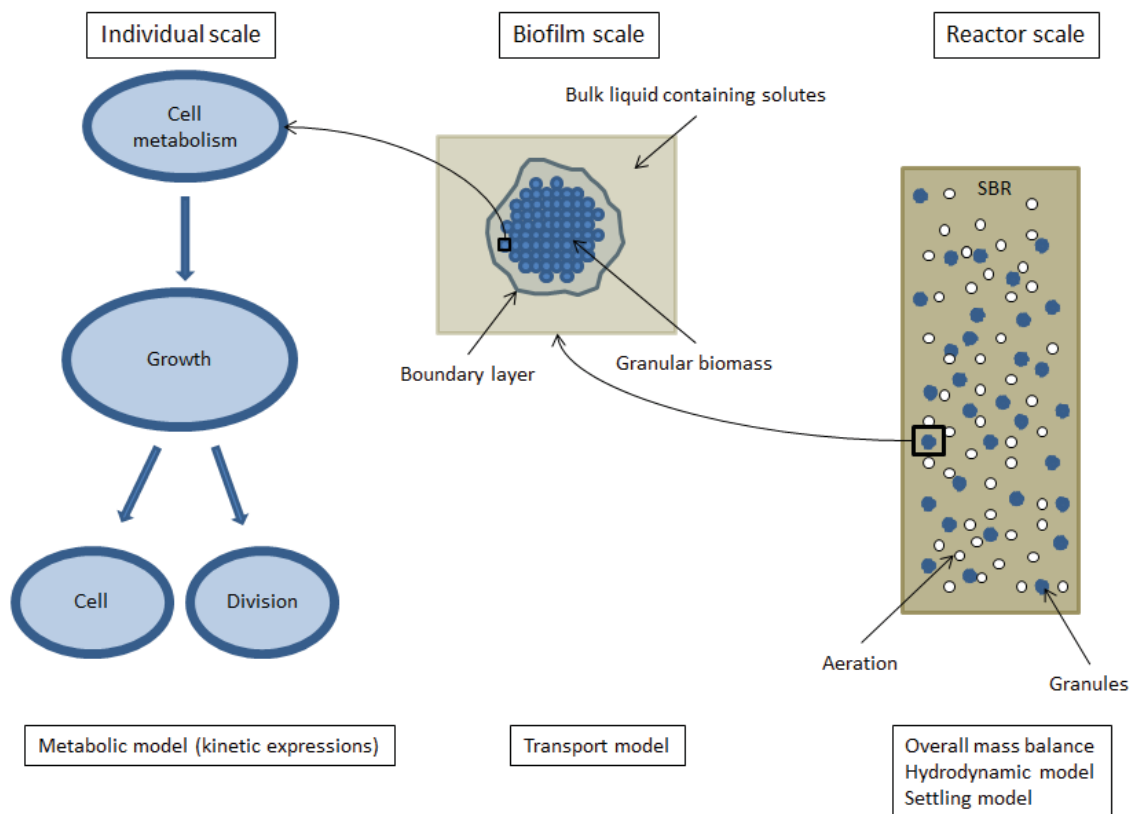 Individual scale
Biofilm scale
Reactor scale
Cell
metabolism
Growth
Cell
Division
Metabolic model (kinetic expressions)
Bulk liquid containing solutes
Boundary layer
Granular biomass
Transport model
SBR
Aeration
Granules
Overall mass balance
Hydrodynamic model
Settling model